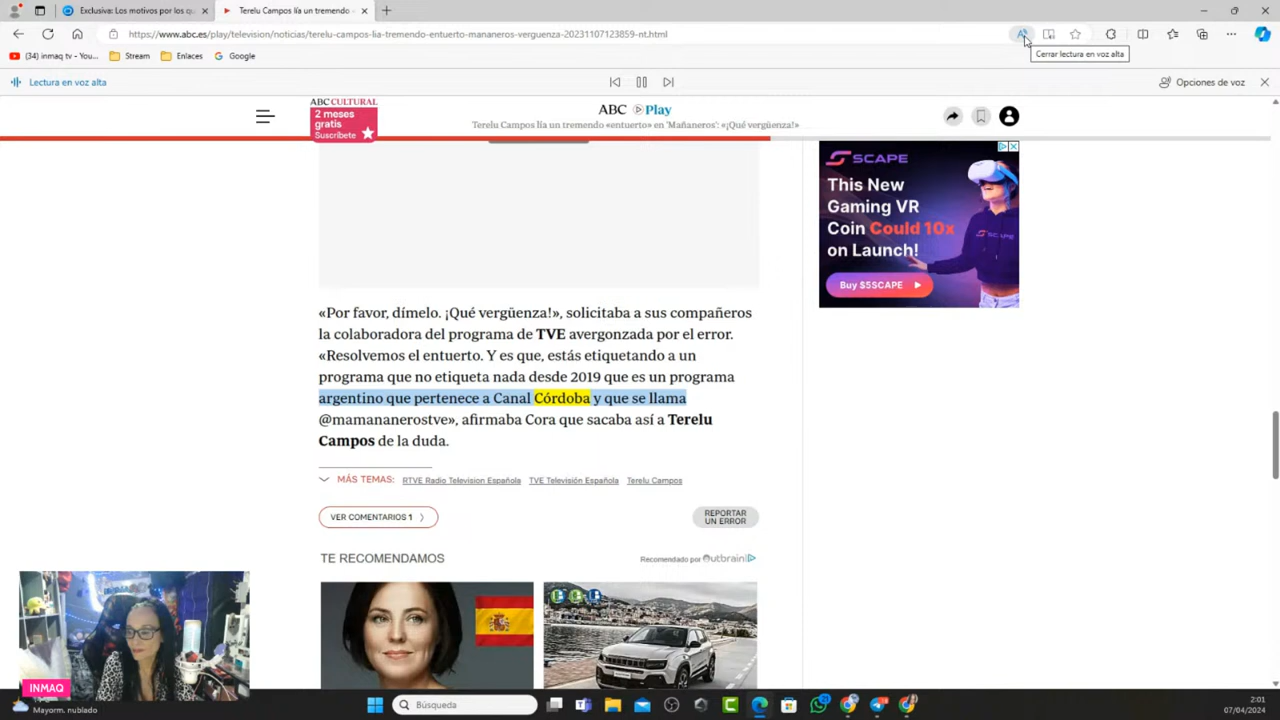 Exclusiva: Los motivos por los qu
Terelu Campos lía un tremendo
https://www.abc.es/play/television/noticias/terelu-campos-lia-tremendo-entuerto-mananeros-verguenza-20231107123859-nt.html
Cerrar lectura en voz alta
(34) inmaq tv - You...
Stream
Enlaces
Google
Lectura en voz alta
Opciones de voz
ABC CULTURAL
2 meses
gratis
Suscríbete
ABC Play
Terelu Campos lía un tremendo «entuerto» en 'Mañaneros': «¡Qué vergüenza!»
SCAPE
This New
Gaming VR
Coin Could 10x
on Launch!
Buy $5SCAPE
SCAPE
«Por favor, dímelo. ¡Qué vergüenza!», solicitaba a sus compañeros
la colaboradora del programa de TVE avergonzada por el error.
«Resolvemos el entuerto. Y es que, estás etiquetando a un
programa que no etiqueta nada desde 2019 que es un programa
argentino que pertenece a Canal Córdoba y que se llama
@mamananerostve», afirmaba Cora que sacaba así a Terelu
Campos de la duda.
MÁS TEMAS: RTVE Radio Television Española TVE Televisión Española Terelu Campos
VER COMENTARIOS 1
REPORTAR
UN ERROR
TE RECOMENDAMOS
Recomendado por Outbrain
INMAQ
Mayorm. nublado
Búsqueda
2:01
07/04/2024